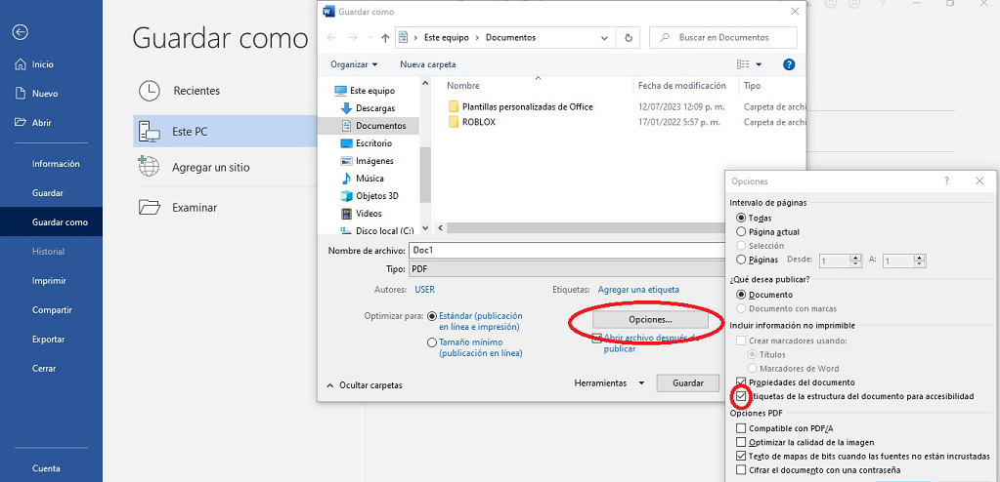 Guardar como
Inicio
Nuevo
Abrir
Información
Guardar
Guardar como
Historial
Imprimir
Compartir
Exportar
Cerrar
Cuenta
Recientes
Este PC
Agregar un sitio
Examinar
Guardar como
Este equipo
Documentos
Buscar en Documentos
Organizar
Nueva carpeta
?
Este equipo
Descargas
Documentos
Escritorio
Imágenes
Música
Objetos 3D
Videos
Disco local (C:)
Nombre
Fecha de modificación
Tipo
Plantillas personalizadas de Office
12/07/2023 12:09 p. m.
Carpeta de archi
ROBLOX
17/01/2022 5:57 p. m.
Carpeta de archi
Nombre de archivo:
Doc1
Tipo:
PDF
Autores:
USER
Etiquetas:
Agregar una etiqueta
Optimizar para:
Estándar (publicación
en línea e impresión)
Tamaño mínimo
(publicación en línea)
Opciones...
Abrir archivo después de
publicar
Ocultar carpetas
Herramientas
Guardar
Opciones
?
Intervalo de páginas
Todas
Página actual
Selección
Páginas
Desde:
1
A:
1
¿Qué desea publicar?
Documento
Documento con marcas
Incluir información no imprimible
Crear marcadores usando:
Títulos
Marcadores de Word
Propiedades del documento
Etiquetas de la estructura del documento para accesibilidad
Opciones PDF
Compatible con PDF/A
Optimizar la calidad de la imagen
Texto de mapas de bits cuando las fuentes no están incrustadas
Cifrar el documento con una contraseña